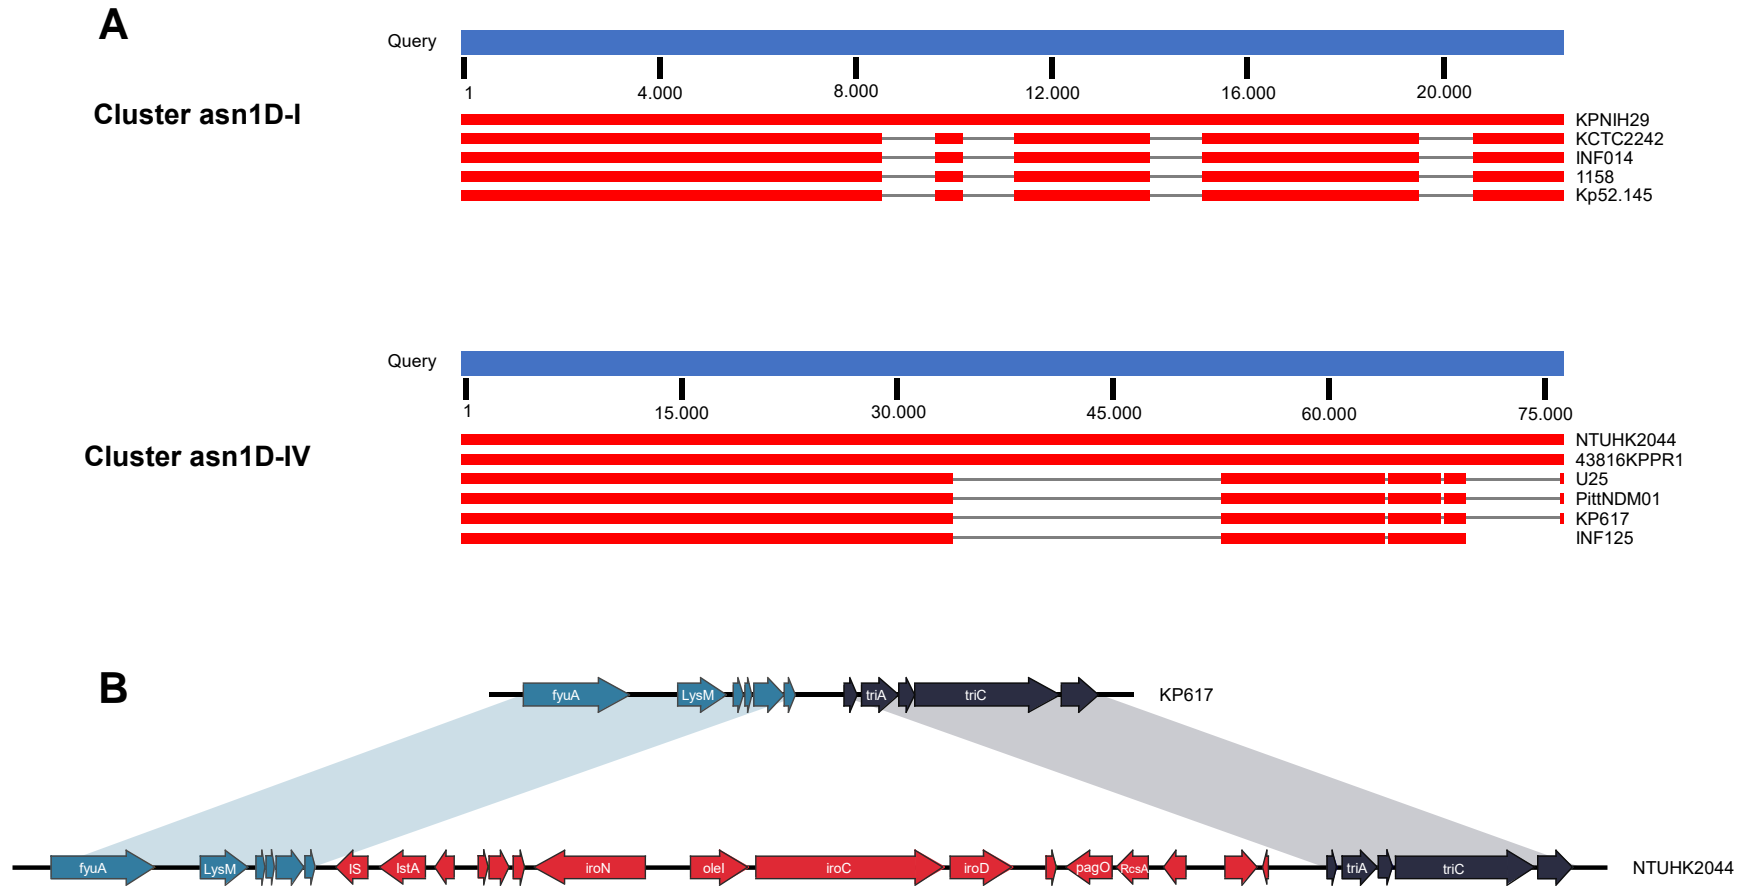 A
Query
1 4.000 8.000 12.000 16.000 20.000
Cluster asn1D-I
KPNIH29
KCTC2242
INF014
1158
Kp52.145
Query
1 15.000 30.000 45.000 60.000 75.000
Cluster asn1D-IV
NTUHK2044
43816KPPR1
U25
PittNDM01
KP617
INF125
B
fyuA LysM triA triC KP617
fyuA LysM IS IstA iroN oleI iroC iroD pagO RcsA triA triC NTUHK2044